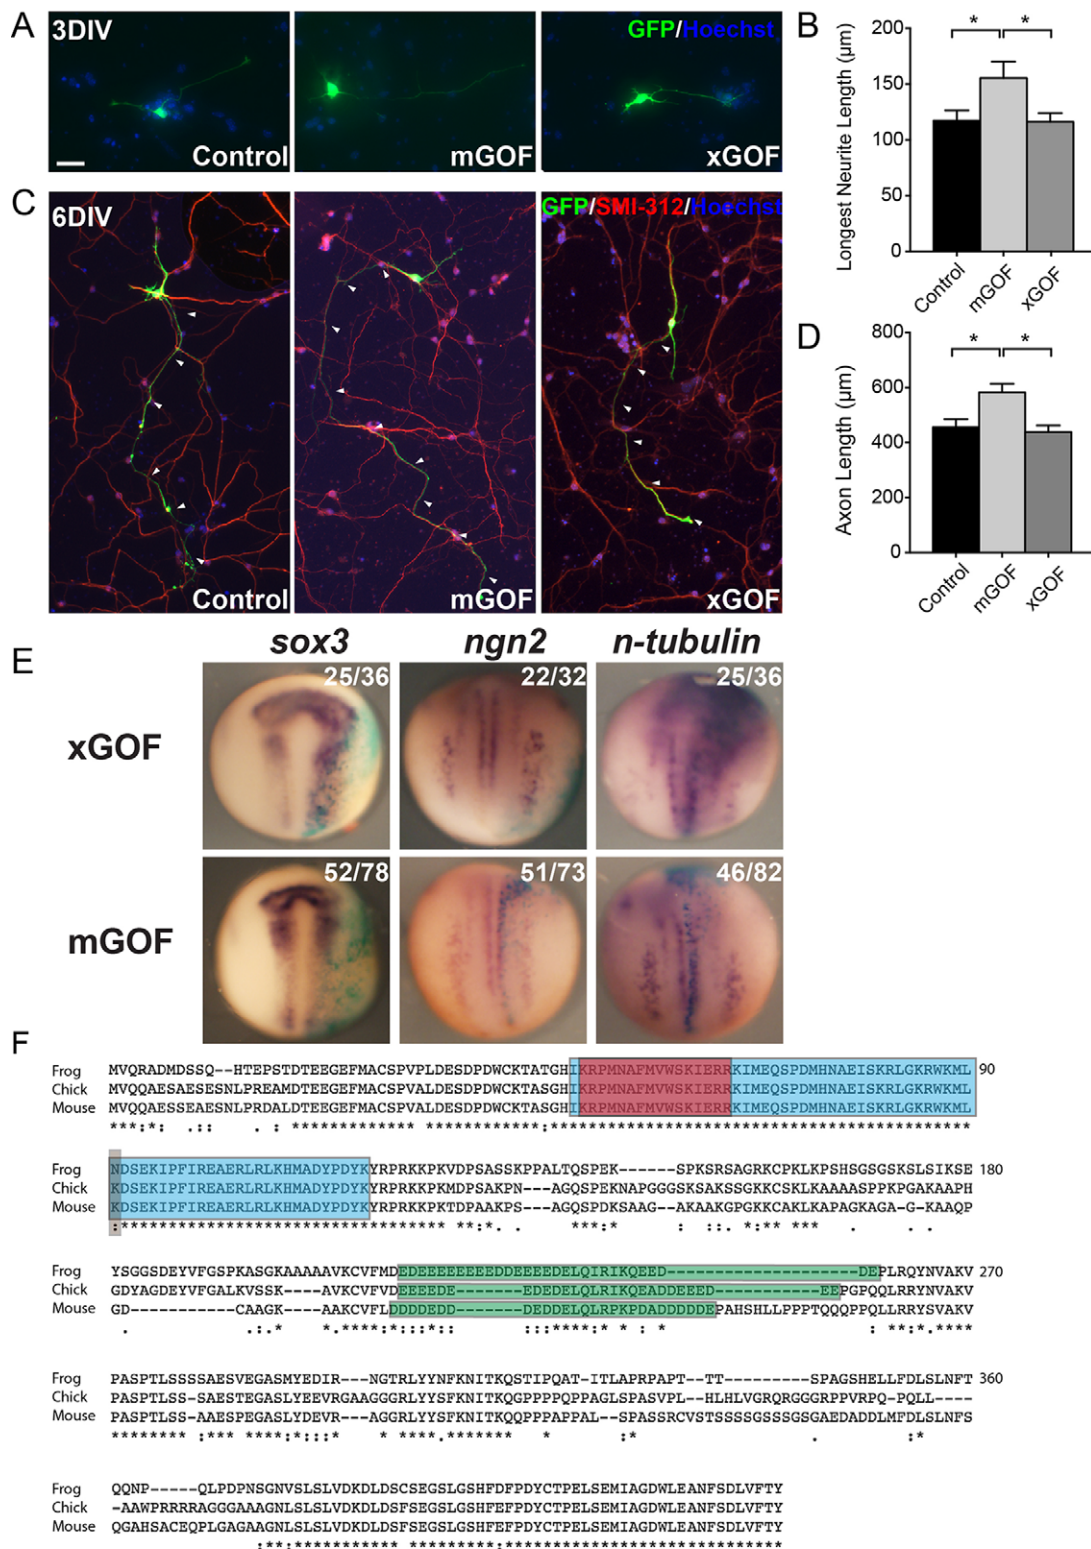 A
3DIV
GFP/Hoechst
Control
mGOF
xGOF
B
Longest Neurite Length (µm)
200
150
100
50
0
* *
Control
mGOF
xGOF
C
6DIV
GFP/SMI-312/Hoechst
Control
mGOF
xGOF
D
Axon Length (µm)
800
600
400
200
0
* *
Control
mGOF
xGOF
E
sox3 ngn2 n-tubulin
xGOF
25/36 22/32 25/36
mGOF
52/78 51/73 46/82
F
Frog MVQRADMDSSQ--HTEPSTDTEEGEFMACSPVPLDESDPDWCKTATGHIKRPMNAFMVWSKIERRKIMEQSPDMHNAEISKRLGKRWKML 90
Chick MVQQAESAESESNLPREAMDTEEGEFMACSPVALDESDPDWCKTASGHIKRPMNAFMVWSKIERRKIMEQSPDMHNAEISKRLGKRWKML
Mouse MVQQAESSEAESNLPRDALDTEEGEFMACSPVALDESDPDWCKTASGHIKRPMNAFMVWSKIERRKIMEQSPDMHNAEISKRLGKRWKML
Frog NDSEKIPFIREAERLRLKHMADYPDYKYRPRKKPKVDPSASSKPPALTQSPEK------SPKSRSAGRKCPKLKPSHSGSGSKSLSIKSE 180
Chick KDSEKIPFIREAERLRLKHMADYPDYKYRPRKKPKMDPSAKPN---AGQSPEKNAPGGGSKSAKSSGKKCSKLKAAAASPPKPGAKAAPH
Mouse KDSEKIPFIREAERLRLKHMADYPDYKYRPRKKPKTDPAAKPS---AGQSPDKSAAG--AKAAKGPGKKCAKLKAPAGKAGA-G-KAAQP
Frog YSGGSDEYVFGSPKASGKAAAAAVKCVFMDEDEEEEEEEEDDEEEEDELQIRIKQEED-------------------DEPLRQYNVAKV 270
Chick GDYAGDEYVFGALKVSSK----AVKCVFVDEEEEDE------DEEEDELQLRIKQEADDEEED------------EEPGPQQLRRYNVAKV
Mouse GD------------CAAGK----AAKCVFLDDDDEDD------DEDDELQLRPKPDADDDDDEPAHSHLLPPPTQQQPPQLLRRYSVAKV
Frog PASPTLSSSSAESVEGASMYEDIR---NGTRLYYNFKNITKQSTIPQAT-ITLAPRPAPT---TT----------SPAGSHELLFDLSLNFT 360
Chick PASPTLSS-SAESTEGASLYEEVRGAAGGGRLYYSFKNITKQGPPPPQPPAGLSPASVPL--HLHLVGRQRGGGRPPVRPQ-PQLL----
Mouse PASPTLSS-AAESPEGASLYDEVR---AGGRLYYSFKNITKQQPPPAPPAL--SPASSRCVSTSSSSGSSSGSGAEDADDLMFDLSLNFS
Frog QQNP-----QLPDPNSGNVSLSLVDKDLDSCSEGSLGSHFDFPDYCTPELSEMIAGDWLEANFSDLVFTY
Chick -AAWPRRRRAGGGAAAGNLSLSLVDKDLDSFSEGSLGSHFEFPDYCTPELSEMIAGDWLEANFSDLVFTY
Mouse QGAHSACEQPLGAGAAGNLSLSLVDKDLDSFSEGSLGSHFEFPDYCTPELSEMIAGDWLEANFSDLVFTY